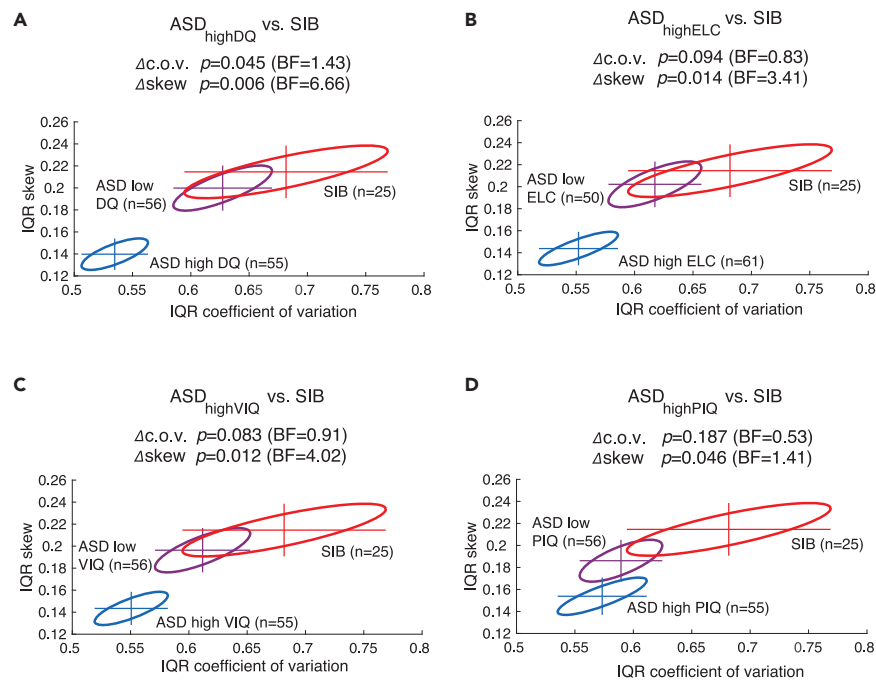 A
ASD highDQ vs. SIB
Δc.o.v. p=0.045 (BF=1.43)
Δskew p=0.006 (BF=6.66)
0.26
0.24
0.22
0.2
0.18
0.16
0.14
0.12
IQR skew
ASD low
DQ (n=56)
SIB (n=25)
ASD high DQ (n=55)
0.5 0.55 0.6 0.65 0.7 0.75 0.8
IQR coefficient of variation
B
ASD highELC vs. SIB
Δc.o.v. p=0.094 (BF=0.83)
Δskew p=0.014 (BF=3.41)
0.26
0.24
0.22
0.2
0.18
0.16
0.14
0.12
IQR skew
ASD low
ELC (n=50)
SIB (n=25)
ASD high ELC (n=61)
0.5 0.55 0.6 0.65 0.7 0.75 0.8
IQR coefficient of variation
C
ASD highVIQ vs. SIB
Δc.o.v. p=0.083 (BF=0.91)
Δskew p=0.012 (BF=4.02)
0.26
0.24
0.22
0.2
0.18
0.16
0.14
0.12
IQR skew
ASD low
VIQ (n=56)
SIB (n=25)
ASD high VIQ (n=55)
0.5 0.55 0.6 0.65 0.7 0.75 0.8
IQR coefficient of variation
D
ASD highPIQ vs. SIB
Δc.o.v. p=0.187 (BF=0.53)
Δskew p=0.046 (BF=1.41)
0.26
0.24
0.22
0.2
0.18
0.16
0.14
0.12
IQR skew
ASD low
PIQ (n=56)
SIB (n=25)
ASD high PIQ (n=55)
0.5 0.55 0.6 0.65 0.7 0.75 0.8
IQR coefficient of variation